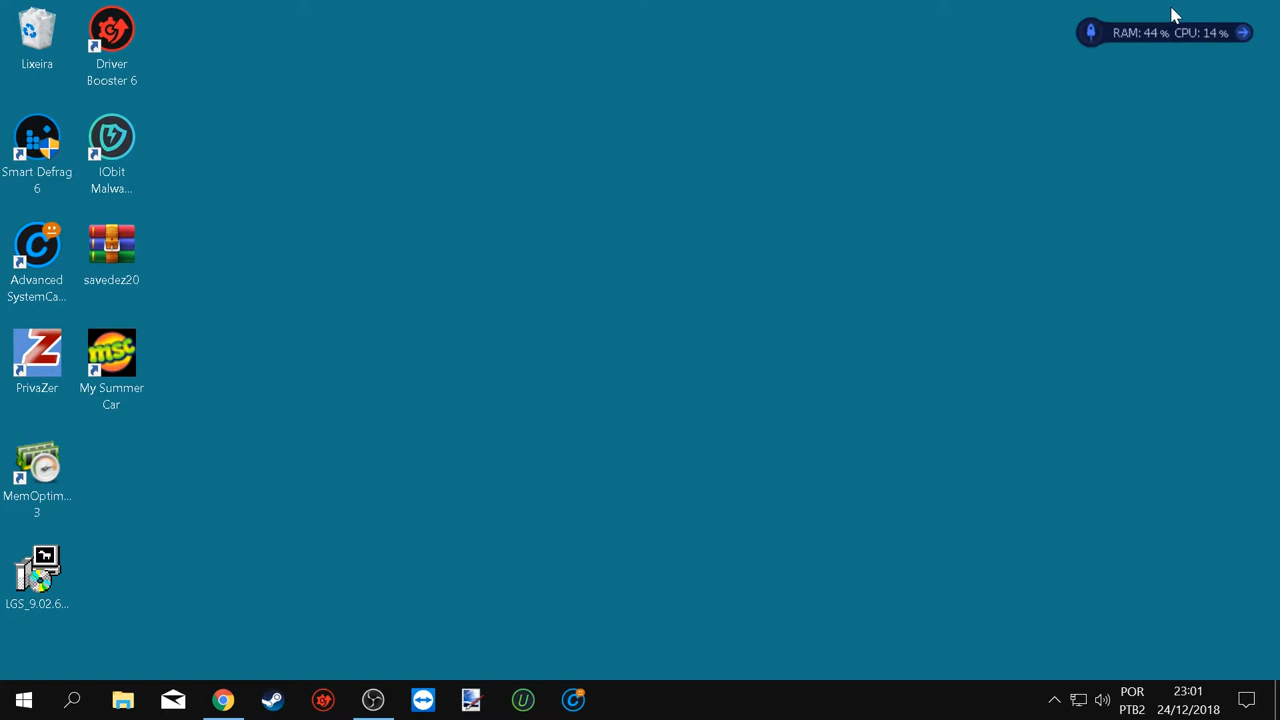 Lixeira
Driver
Booster 6
Smart Defrag
6
IObit
Malwa...
Advanced
SystemCa...
savedez20
PrivaZer
msc
My Summer
Car
MemOptim...
3
LGS_9.02.6...
RAM: 44 % CPU: 14 %
POR
PTB2
23:01
24/12/2018